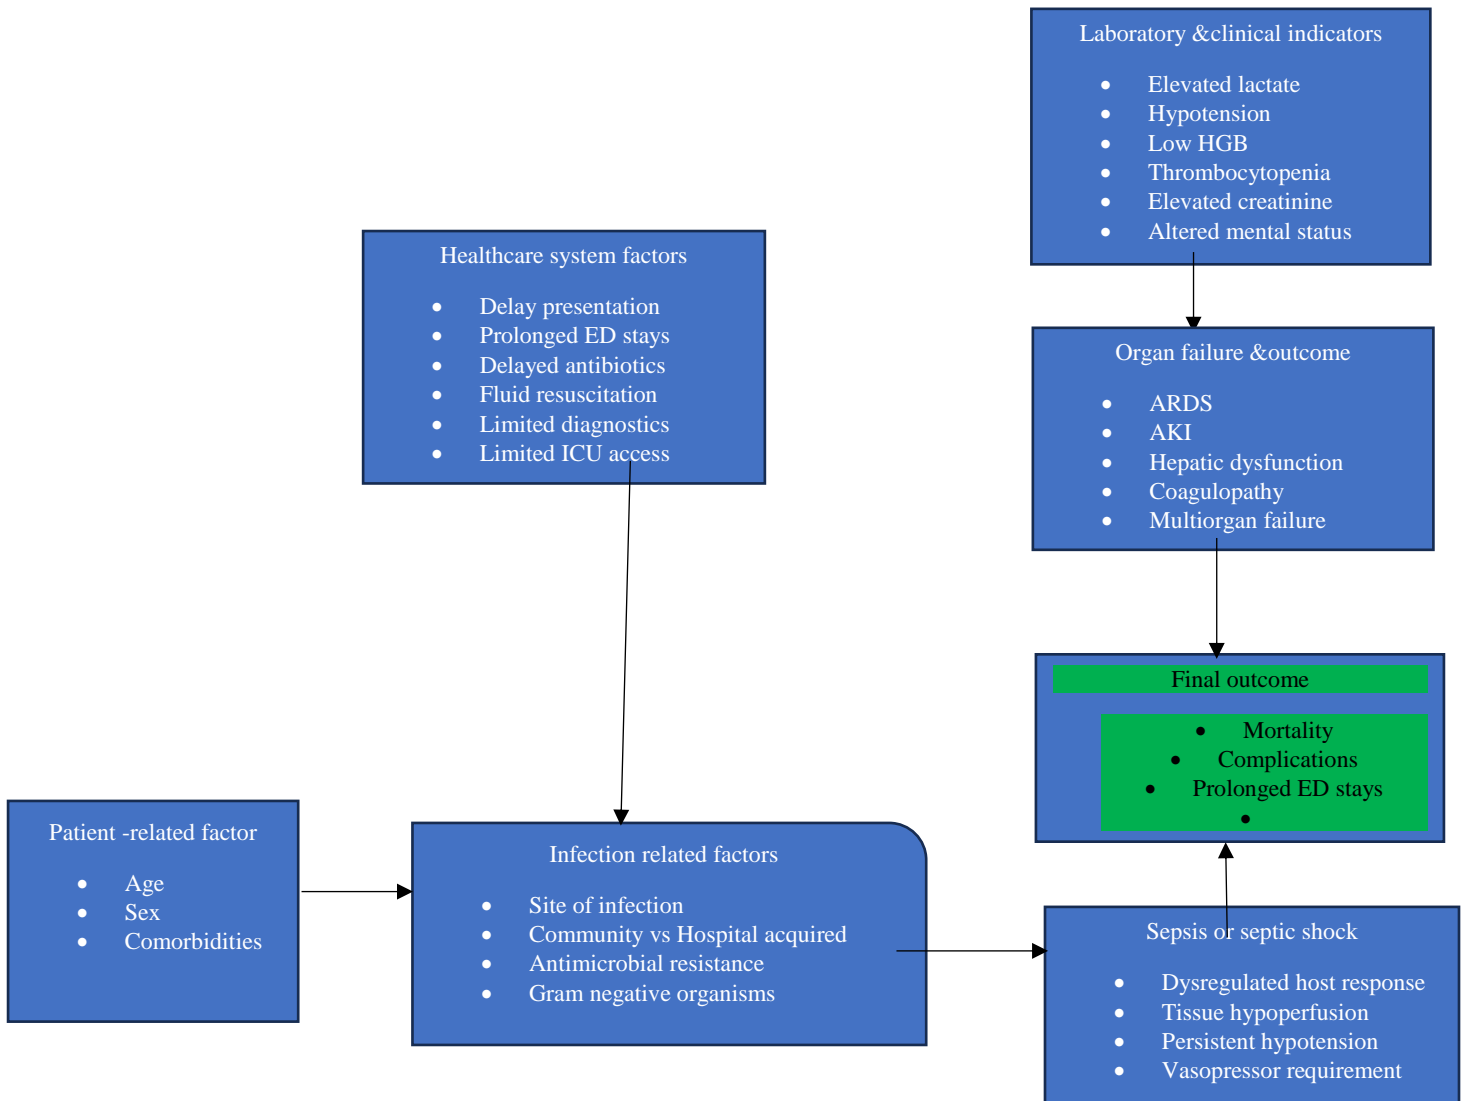 Laboratory &clinical indicators
• Elevated lactate
• Hypotension
• Low HGB
• Thrombocytopenia
• Elevated creatinine
• Altered mental status
Healthcare system factors
• Delay presentation
• Prolonged ED stays
• Delayed antibiotics
• Fluid resuscitation
• Limited diagnostics
• Limited ICU access
Organ failure &outcome
• ARDS
• AKI
• Hepatic dysfunction
• Coagulopathy
• Multiorgan failure
Final outcome
• Mortality
• Complications
• Prolonged ED stays
•
Patient -related factor
• Age
• Sex
• Comorbidities
Infection related factors
• Site of infection
• Community vs Hospital acquired
• Antimicrobial resistance
• Gram negative organisms
Sepsis or septic shock
• Dysregulated host response
• Tissue hypoperfusion
• Persistent hypotension
• Vasopressor requirement